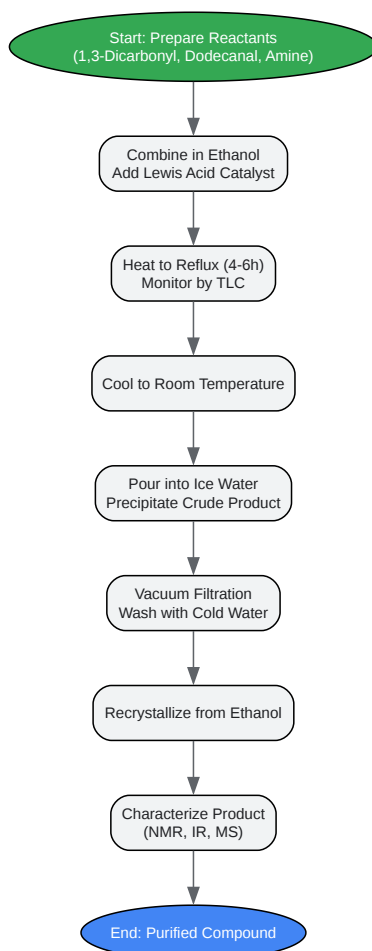 Start: Prepare Reactants
(1,3-Dicarbonyl, Dodecanal, Amine)
Combine in Ethanol
Add Lewis Acid Catalyst
Heat to Reflux (4-6h)
Monitor by TLC
Cool to Room Temperature
Pour into Ice Water
Precipitate Crude Product
Vacuum Filtration
Wash with Cold Water
Recrystallize from Ethanol
Characterize Product
(NMR, IR, MS)
End: Purified Compound